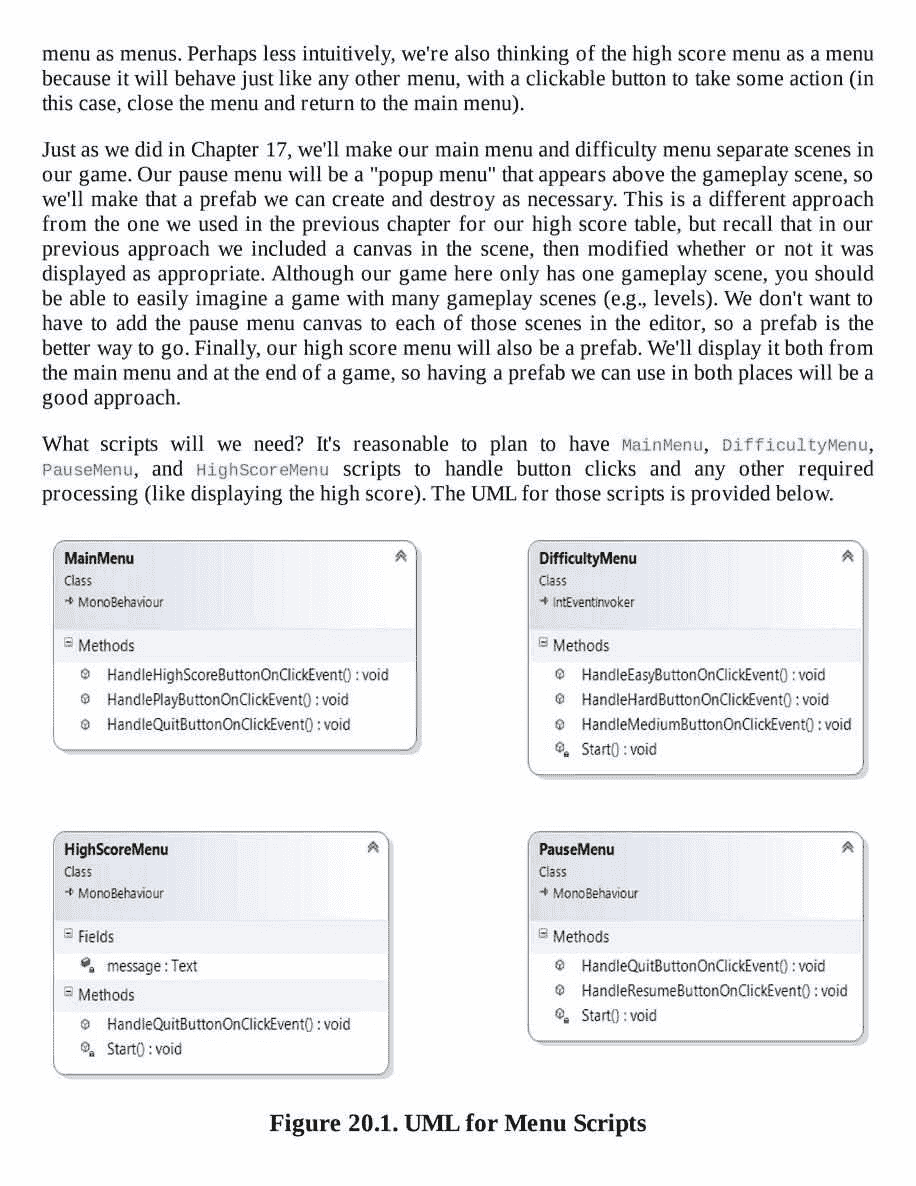 menu as menus. Perhaps less intuitively, we're also thinking of the high score menu as a menu
because it will behave just like any other menu, with a clickable button to take some action (in
this case, close the menu and return to the main menu).
Just as we did in Chapter 17, we'll make our main menu and difficulty menu separate scenes in
our game. Our pause menu will be a "popup menu" that appears above the gameplay scene, so
we'll make that a prefab we can create and destroy as necessary. This is a different approach
from the one we used in the previous chapter for our high score table, but recall that in our
previous approach we included a canvas in the scene, then modified whether or not it was
displayed as appropriate. Although our game here only has one gameplay scene, you should
be able to easily imagine a game with many gameplay scenes (e.g., levels). We don't want to
have to add the pause menu canvas to each of those scenes in the editor, so a prefab is the
better way to go. Finally, our high score menu will also be a prefab. We'll display it both from
the main menu and at the end of a game, so having a prefab we can use in both places will be a
good approach.
What scripts will we need? It's reasonable to plan to have MainMenu, DifficultyMenu,
PauseMenu, and HighScoreMenu scripts to handle button clicks and any other required
processing (like displaying the high score). The UML for those scripts is provided below.
MainMenu
Class
MonoBehaviour
Methods
HandleHighScoreButtonOnClickEvent() : void
HandlePlayButtonOnClickEvent() : void
HandleQuitButtonOnClickEvent() : void
DifficultyMenu
Class
IntEventInvoker
Methods
HandleEasyButtonOnClickEvent() : void
HandleHardButtonOnClickEvent() : void
HandleMediumButtonOnClickEvent() : void
Start() : void
HighScoreMenu
Class
MonoBehaviour
Fields
message : Text
Methods
HandleQuitButtonOnClickEvent() : void
Start() : void
PauseMenu
Class
MonoBehaviour
Methods
HandleQuitButtonOnClickEvent() : void
HandleResumeButtonOnClickEvent() : void
Start() : void
Figure 20.1. UML for Menu Scripts